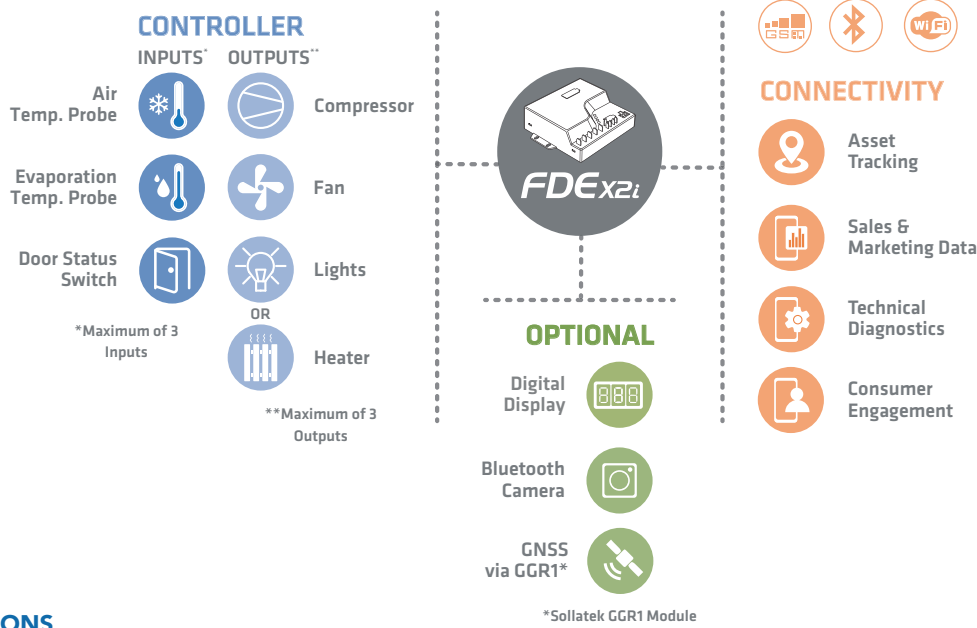 CONTROLLER
INPUTS* OUTPUTS**
Air
Temp. Probe
Compressor
Evaporation
Temp. Probe
Fan
Door Status
Switch
Lights
OR
Heater
*Maximum of 3
Inputs
**Maximum of 3
Outputs
FDEX2i
OPTIONAL
Digital
Display
Bluetooth
Camera
GNSS
via GGR1*
*Sollatek GGR1 Module
GSM
WiFi
CONNECTIVITY
Asset
Tracking
Sales &
Marketing Data
Technical
Diagnostics
Consumer
Engagement
IONS